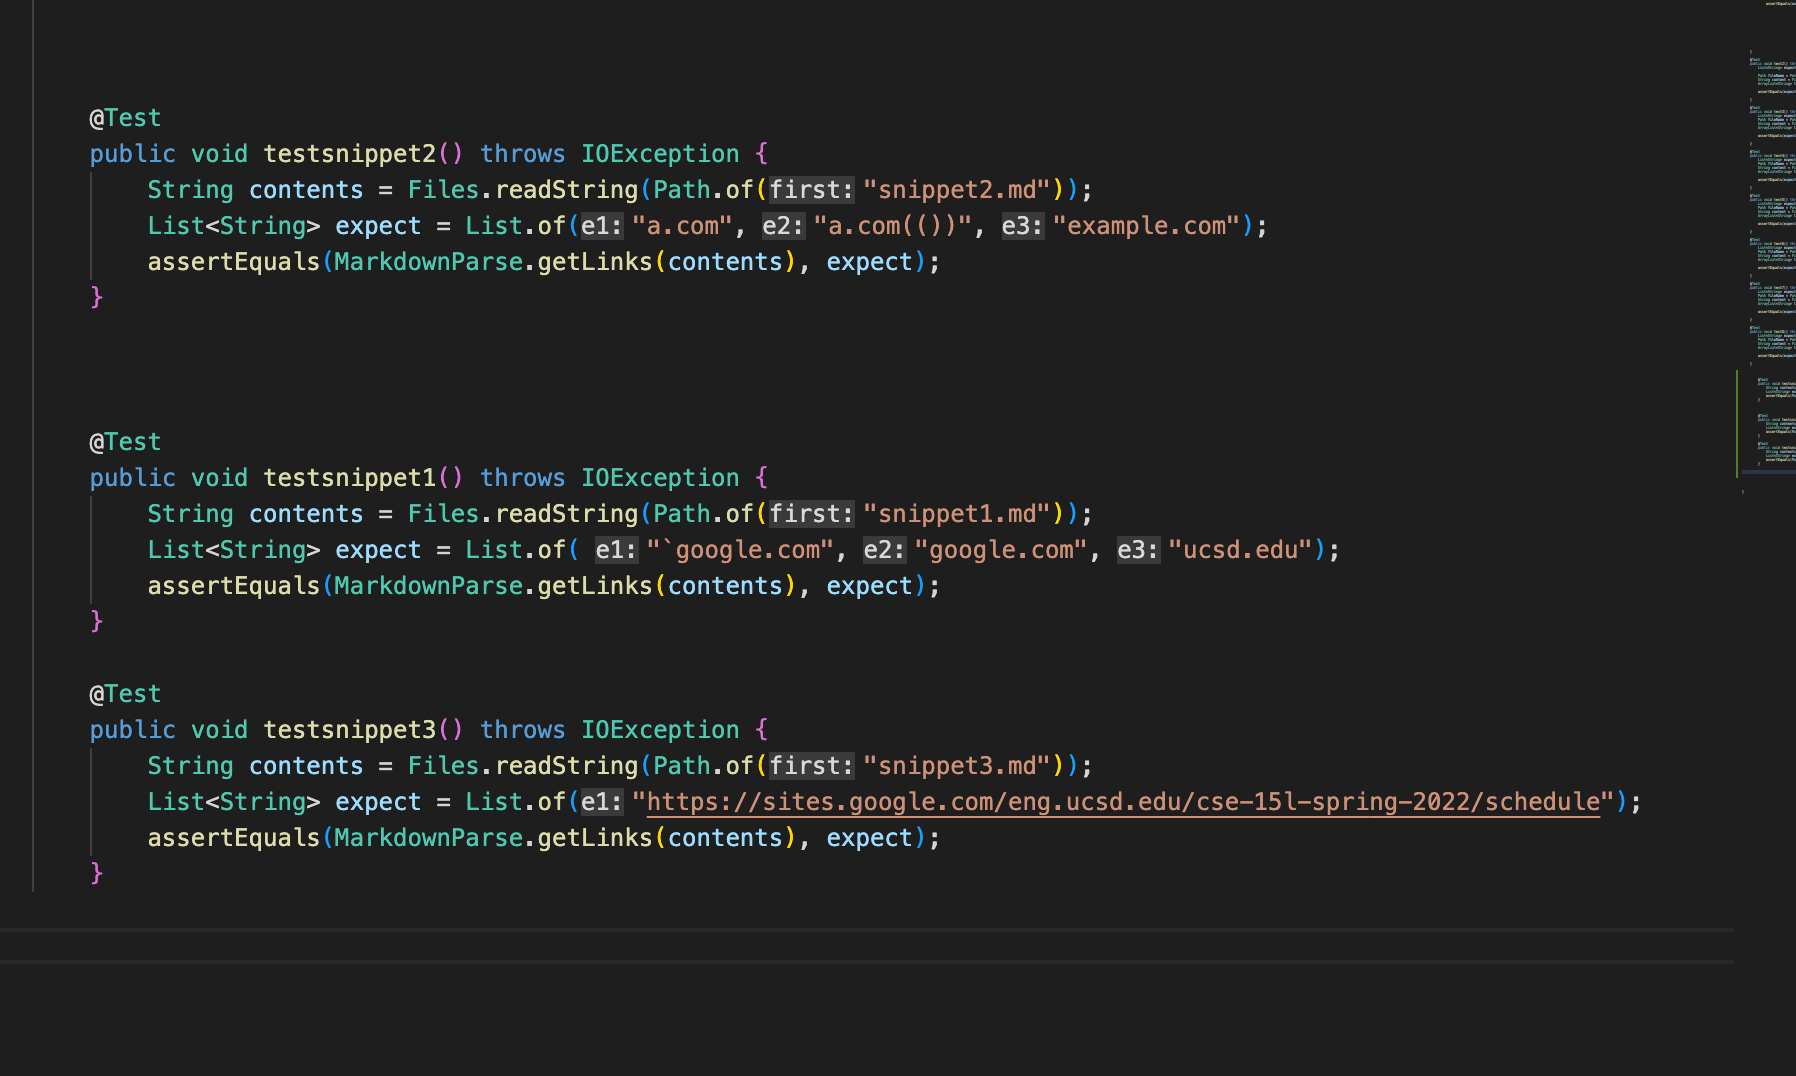 @Test
public void testsnippet2() throws IOException {
String contents = Files.readString(Path.of(first: "snippet2.md"));
List<String> expect = List.of(e1: "a.com", e2: "a.com(())", e3: "example.com");
assertEquals(MarkdownParse.getLinks(contents), expect);
}
@Test
public void testsnippet1() throws IOException {
String contents = Files.readString(Path.of(first: "snippet1.md"));
List<String> expect = List.of( e1: "`google.com", e2: "google.com", e3: "ucsd.edu");
assertEquals(MarkdownParse.getLinks(contents), expect);
}
@Test
public void testsnippet3() throws IOException {
String contents = Files.readString(Path.of(first: "snippet3.md"));
List<String> expect = List.of(e1: "https://sites.google.com/eng.ucsd.edu/cse-15l-spring-2022/schedule");
assertEquals(MarkdownParse.getLinks(contents), expect);
}